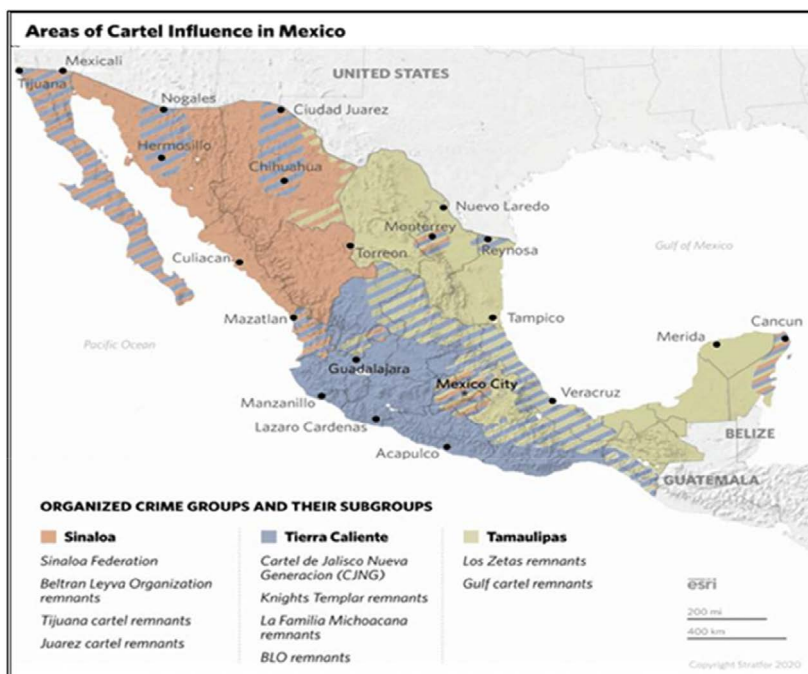 Areas of Cartel Influence in Mexico
Mexicali
Tijuana
UNITED STATES
Nogales
Ciudad Juarez
Hermosillo
Chihuahua
Nuevo Laredo
Monterrey
Reynosa
Gulf of Mexico
Culiacan
Torreon
Mazatlan
Tampico
Cancun
Merida
Pacific Ocean
Guadalajara
Mexico City
Manzanillo
Veracruz
Lazaro Cardenas
BELIZE
Acapulco
GUATEMALA
ORGANIZED CRIME GROUPS AND THEIR SUBGROUPS
Sinaloa
Sinaloa Federation
Beltran Leyva Organization
remnants
Tijuana cartel remnants
Juarez cartel remnants
Tierra Caliente
Cartel de Jalisco Nueva
Generacion (CJNG)
Knights Templar remnants
La Familia Michoacana
remnants
BLO remnants
Tamaulipas
Los Zetas remnants
Gulf cartel remnants
esri
200 mi
400 km
Copyright Stratfor 2020